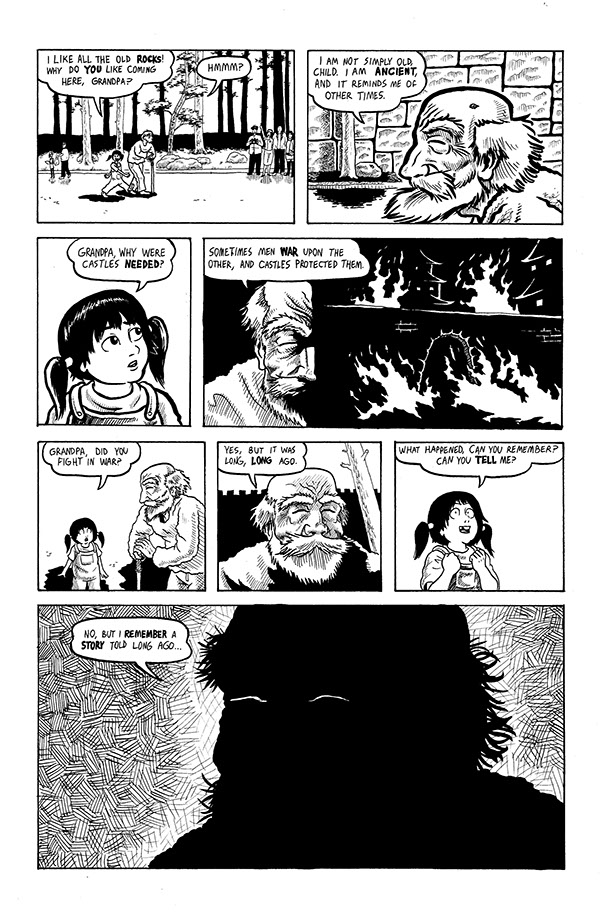 I LIKE ALL THE OLD ROCKS!
WHY DO YOU LIKE COMING
HERE, GRANDPA?
HMMM?
I AM NOT SIMPLY OLD,
CHILD. I AM ANCIENT,
AND IT REMINDS ME OF
OTHER TIMES.
GRANDPA, WHY WERE
CASTLES NEEDED?
SOMETIMES MEN WAR UPON THE
OTHER, AND CASTLES PROTECTED THEM.
GRANDPA, DID YOU
FIGHT IN WAR?
YES, BUT IT WAS
LONG, LONG AGO.
WHAT HAPPENED, CAN YOU REMEMBER?
CAN YOU TELL ME?
NO, BUT I REMEMBER A
STORY TOLD LONG AGO...